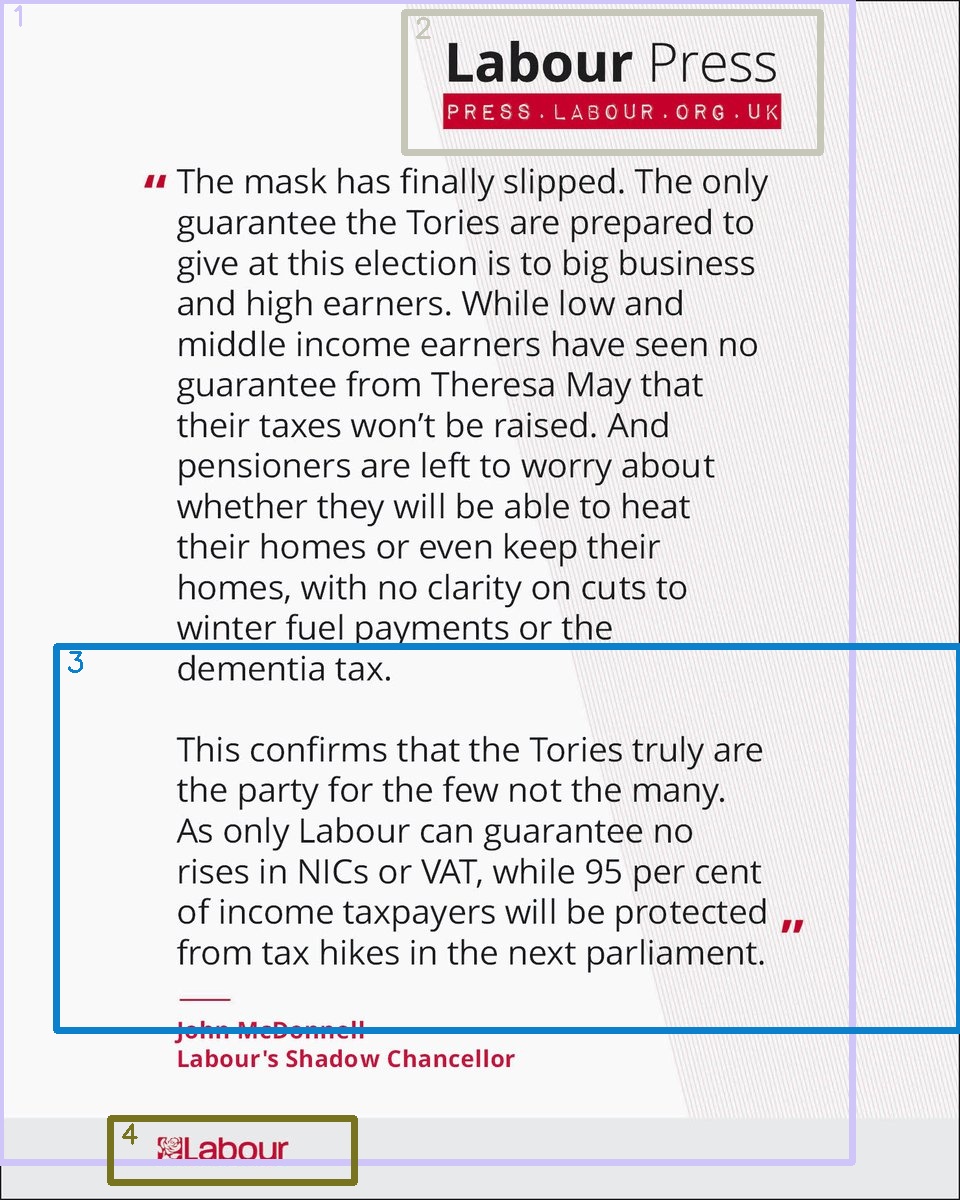 Labour Press
PRESS.LABOUR.ORG.UK
“ The mask has finally slipped. The only
guarantee the Tories are prepared to
give at this election is to big business
and high earners. While low and
middle income earners have seen no
guarantee from Theresa May that
their taxes won’t be raised. And
pensioners are left to worry about
whether they will be able to heat
their homes or even keep their
homes, with no clarity on cuts to
winter fuel payments or the
dementia tax.
This confirms that the Tories truly are
the party for the few not the many.
As only Labour can guarantee no
rises in NICs or VAT, while 95 per cent
of income taxpayers will be protected
from tax hikes in the next parliament. ”
John McDonnell
Labour's Shadow Chancellor
Labour
1
2
3
4